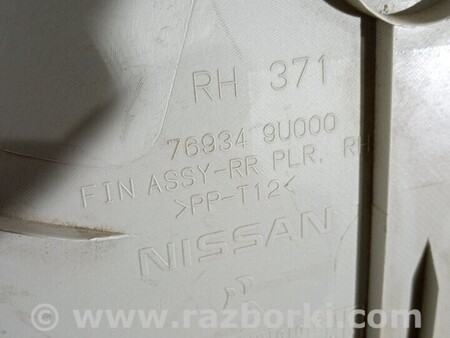 RH 371
76934 9U000
FIN ASSY-RR PLR. RH
>PP-T12<
NISSAN
© www.razborki.com